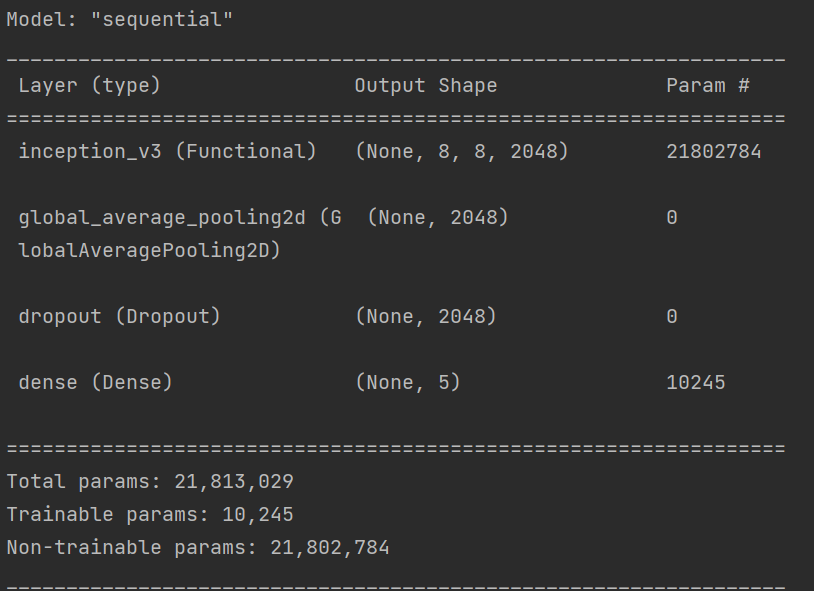 Model: "sequential"
_________________________________________________________________
Layer (type) Output Shape Param #
=================================================================
inception_v3 (Functional) (None, 8, 8, 2048) 21802784
global_average_pooling2d (G (None, 2048) 0
lobalAveragePooling2D)
dropout (Dropout) (None, 2048) 0
dense (Dense) (None, 5) 10245
=================================================================
Total params: 21,813,029
Trainable params: 10,245
Non-trainable params: 21,802,784
_________________________________________________________________